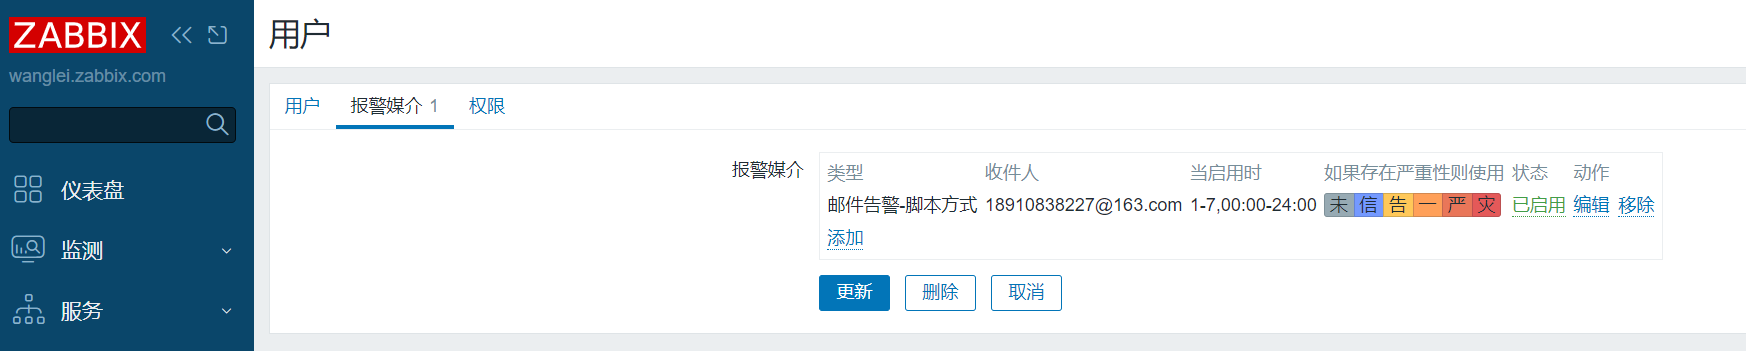 ZABBIX
wanglei.zabbix.com
仪表盘
监测
服务
用户
用户 报警媒介 1 权限
报警媒介 类型 收件人 当启用时 如果存在严重性则使用 状态 动作
邮件告警-脚本方式 18910838227@163.com 1-7,00:00-24:00 未 信 告 一 严 灾 已启用 编辑 移除
添加
更新 删除 取消